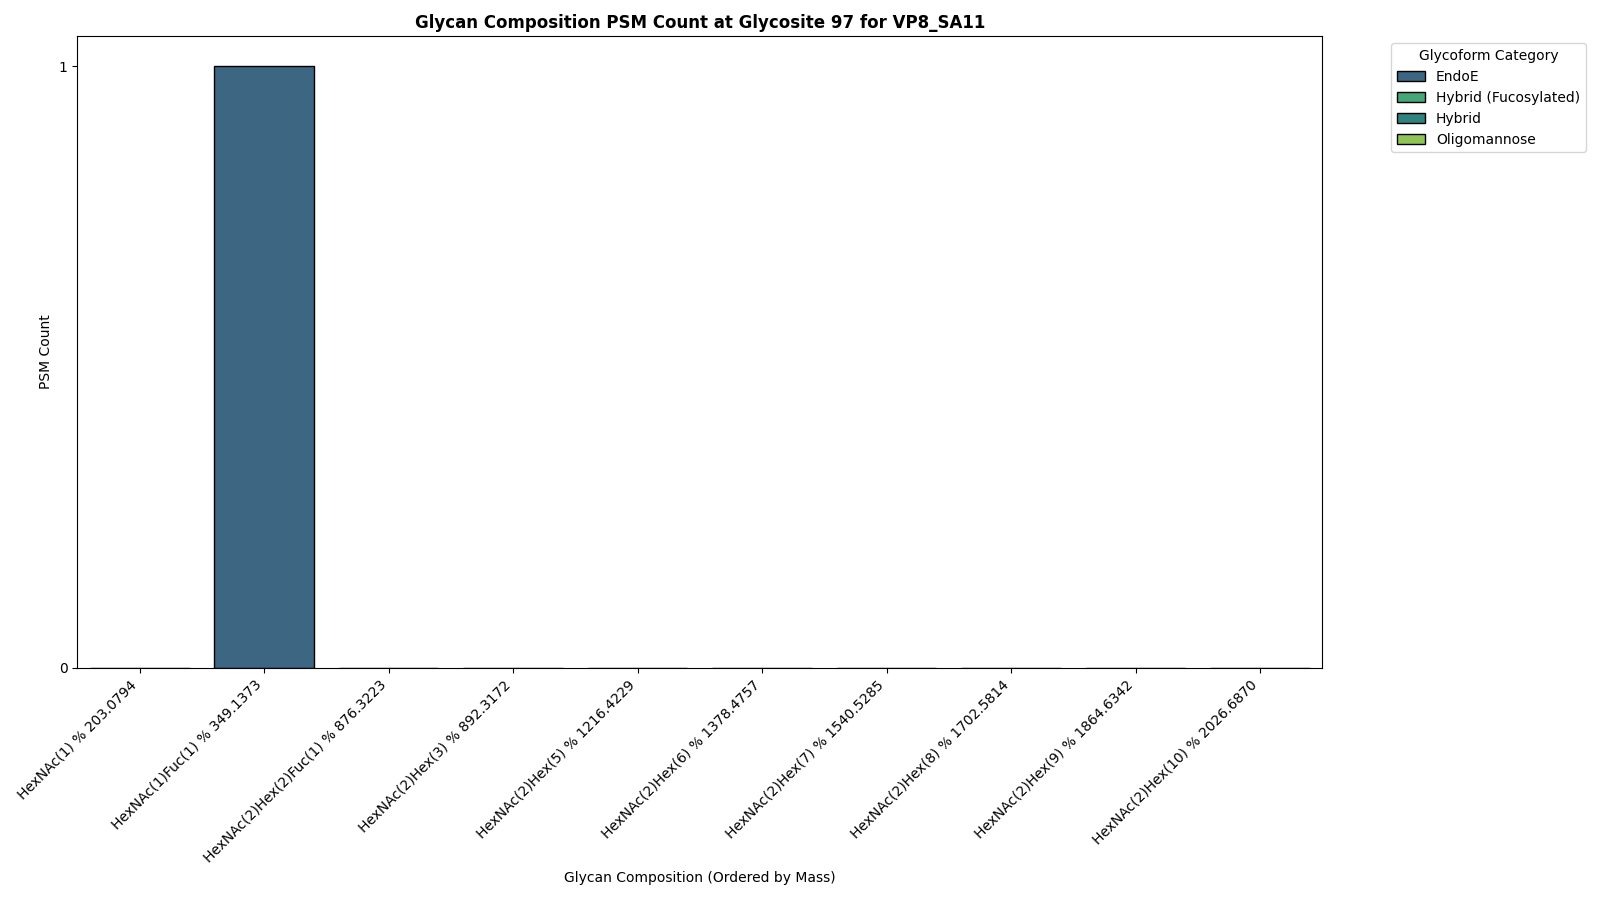 Glycan Composition PSM Count at Glycosite 97 for VP8_SA11
Glycoform Category
EndoE
Hybrid (Fucosylated)
Hybrid
Oligomannose
PSM Count
1
0
HexNAc(1) % 203.0794
HexNAc(1)Fuc(1) % 349.1373
HexNAc(2)Hex(2)Fuc(1) % 876.3223
HexNAc(2)Hex(3) % 892.3172
HexNAc(2)Hex(5) % 1216.4229
HexNAc(2)Hex(6) % 1378.4757
HexNAc(2)Hex(7) % 1540.5285
HexNAc(2)Hex(8) % 1702.5814
HexNAc(2)Hex(9) % 1864.6342
HexNAc(2)Hex(10) % 2026.6870
Glycan Composition (Ordered by Mass)